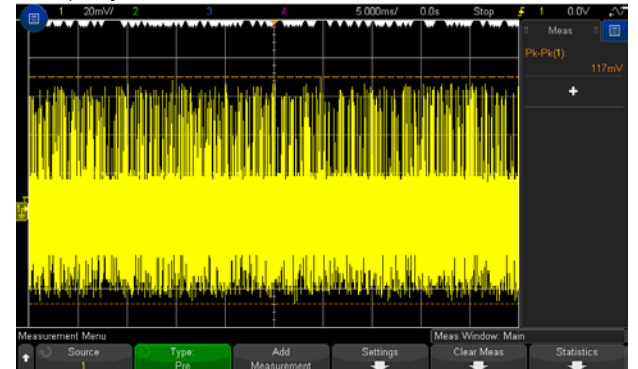 1 20mV/ 2 3 4 5.000ms/ 0.0s Stop 1 0.0V
Meas
Pk-Pk(1):
117mV
Measurement Menu
Meas Window: Main
Source
1
Type:
Pre
Add
Measurement
Settings
Clear Meas
Statistics